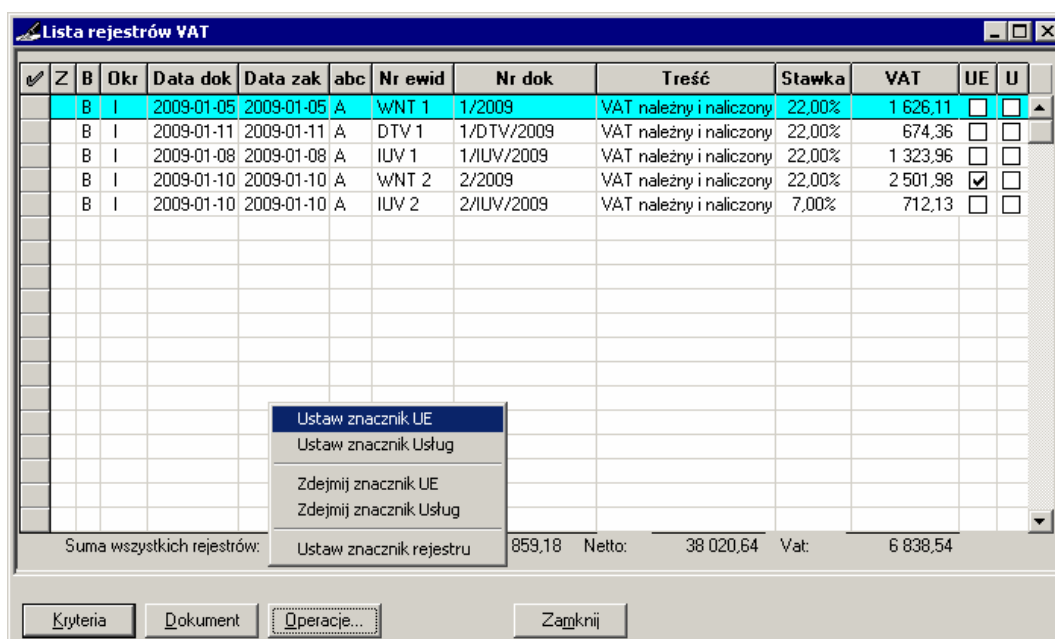 Lista rejestrów VAT
Z B Okr Data dok Data zak abc Nr ewid Nr dok Treść Stawka VAT UE U
B I 2009-01-05 2009-01-05 A WNT 1 1/2009 VAT należny i naliczony 22,00% 1 626,11
B I 2009-01-11 2009-01-11 A DTV 1 1/DTV/2009 VAT należny i naliczony 22,00% 674,36
B I 2009-01-08 2009-01-08 A IUV 1 1/IUV/2009 VAT należny i naliczony 22,00% 1 323,96
B I 2009-01-10 2009-01-10 A WNT 2 2/2009 VAT należny i naliczony 22,00% 2 501,98
B I 2009-01-10 2009-01-10 A IUV 2 2/IUV/2009 VAT należny i naliczony 7,00% 712,13
Ustaw znacznik UE
Ustaw znacznik Usług
Zdejmij znacznik UE
Zdejmij znacznik Usług
Ustaw znacznik rejestru
Suma wszystkich rejestrów: 859,18 Netto: 38 020,64 Vat: 6 838,54
Kryteria Dokument Operacje... Zamknij